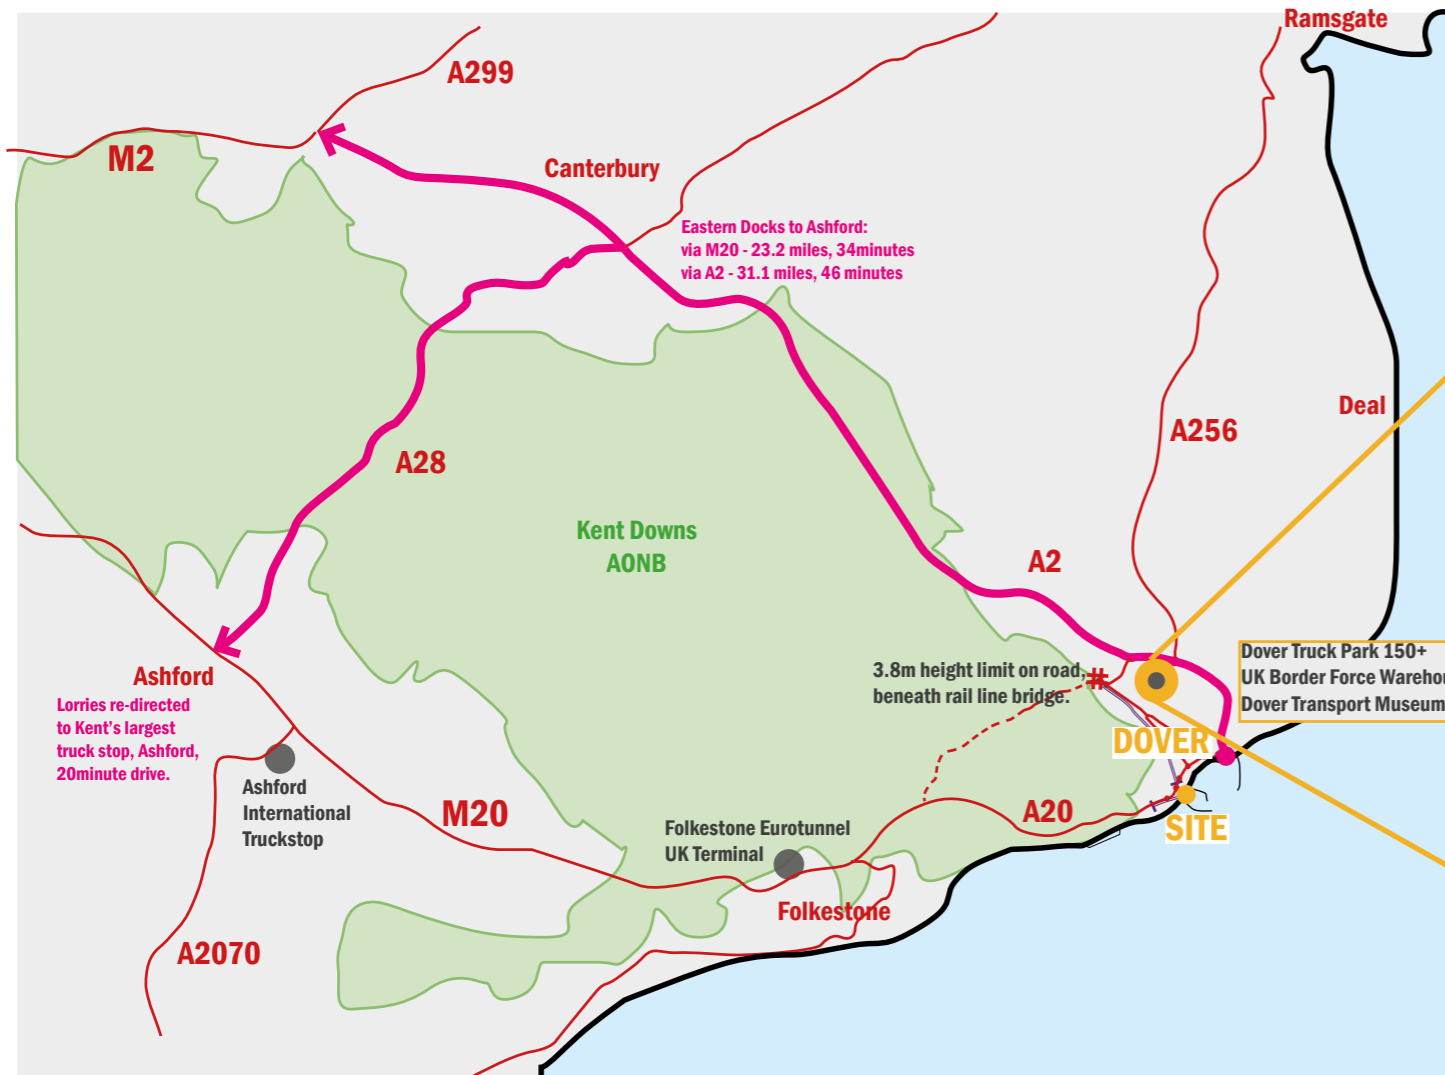 Ramsgate
A299
M2
Canterbury
Eastern Docks to Ashford:
via M20 - 23.2 miles, 34minutes
via A2 - 31.1 miles, 46 minutes
Deal
A256
A28
Kent Downs
AONB
A2
3.8m height limit on road,
beneath rail line bridge.
Dover Truck Park 150+
UK Border Force Warehou
Dover Transport Museum
Ashford
Lorries re-directed
to Kent's largest
truck stop, Ashford,
20minute drive.
DOVER
Ashford
International
Truckstop
M20
A20
SITE
Folkestone Eurotunnel
UK Terminal
Folkestone
A2070